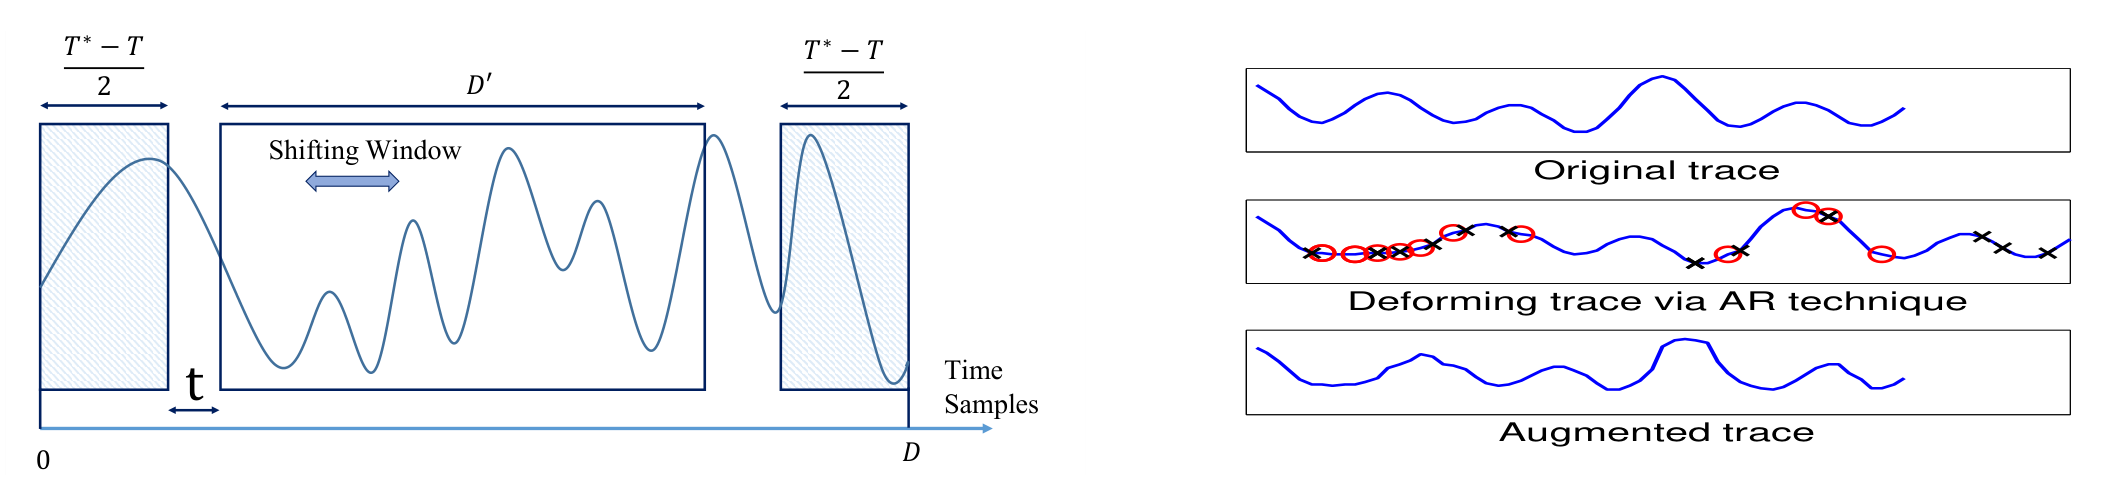 T* − T
2
D′
T* − T
2
Shifting Window
t
Time
Samples
0
D
Original trace
Deforming trace via AR technique
Augmented trace